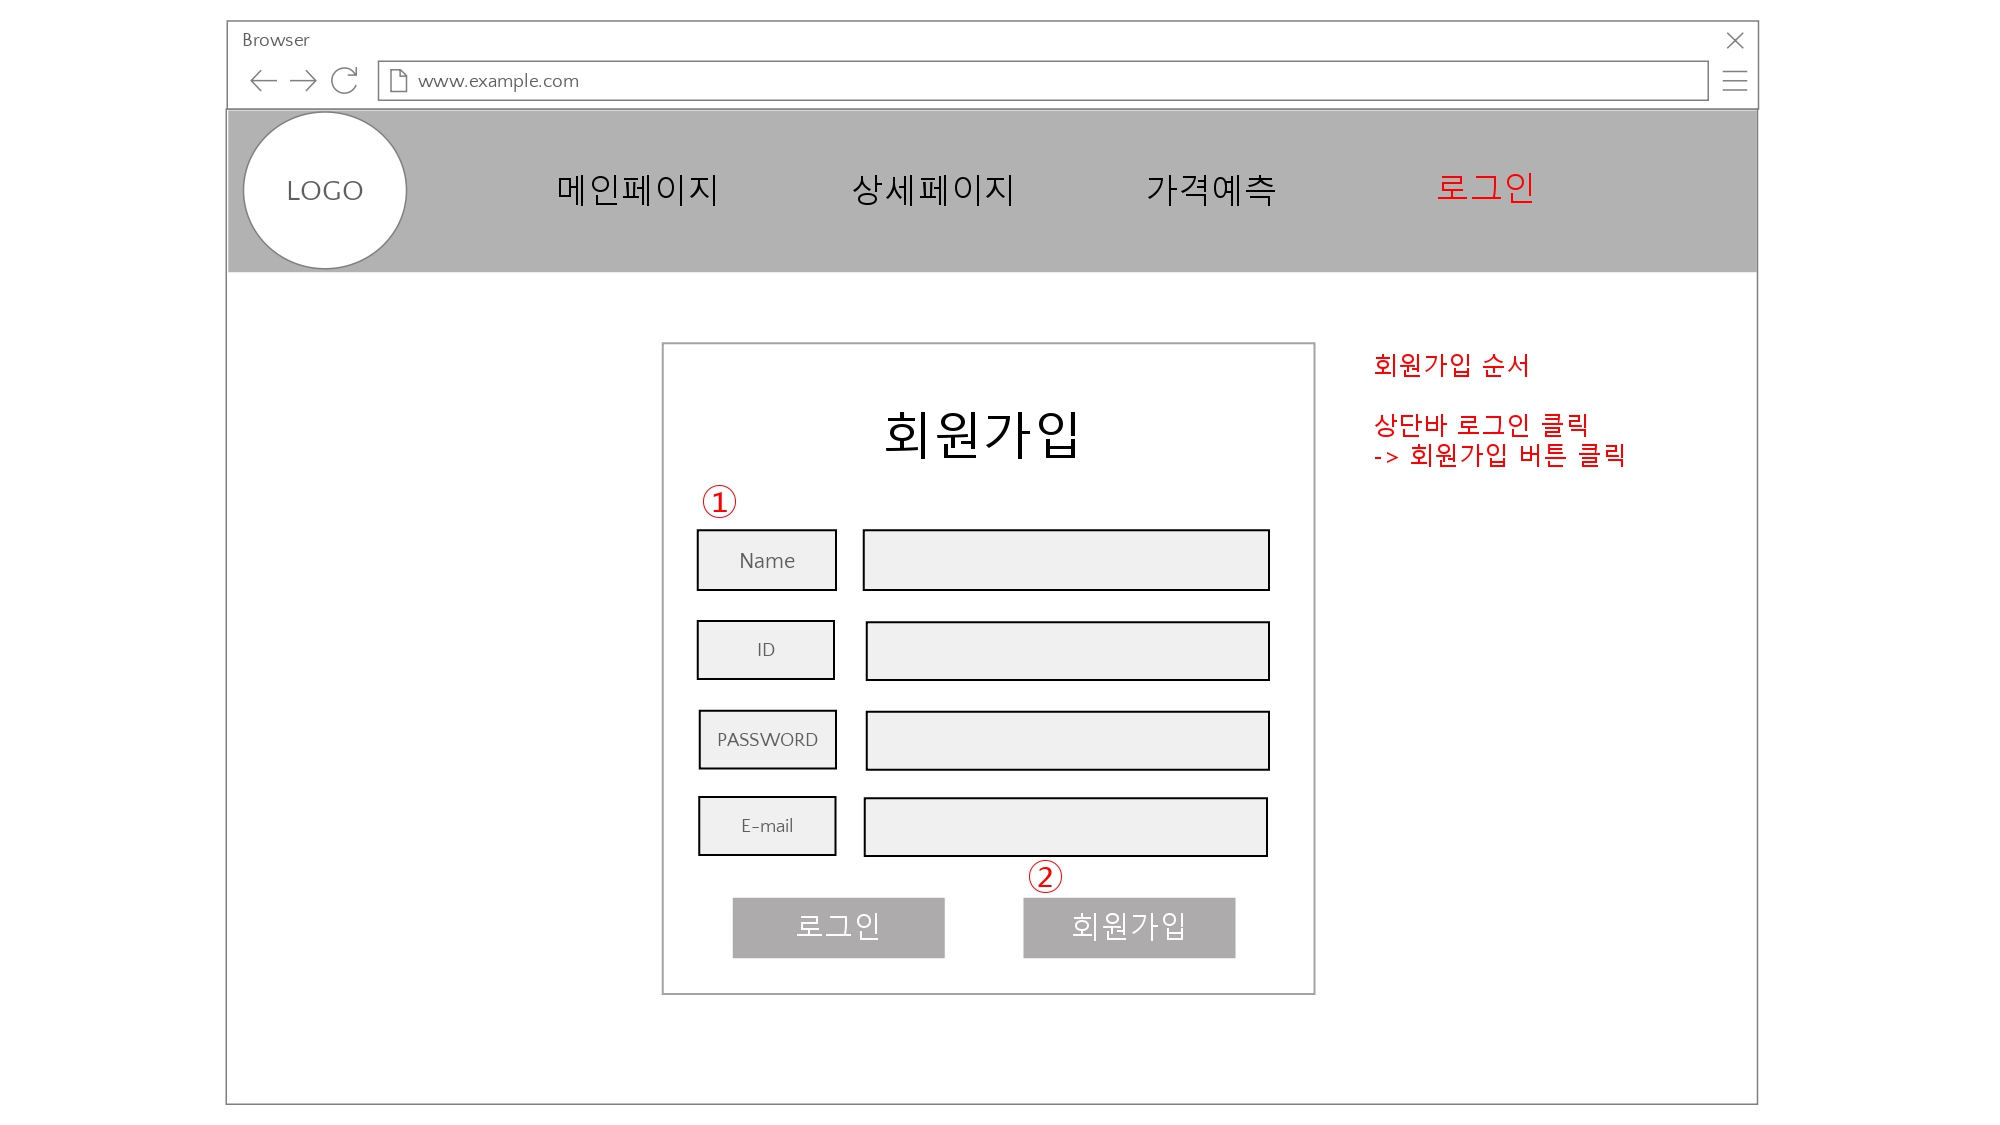 Browser
www.example.com
LOGO
메인페이지
상세페이지
가격예측
로그인
회원가입
①
Name
ID
PASSWORD
E-mail
②
로그인
회원가입
회원가입 순서
상단바 로그인 클릭
-> 회원가입 버튼 클릭